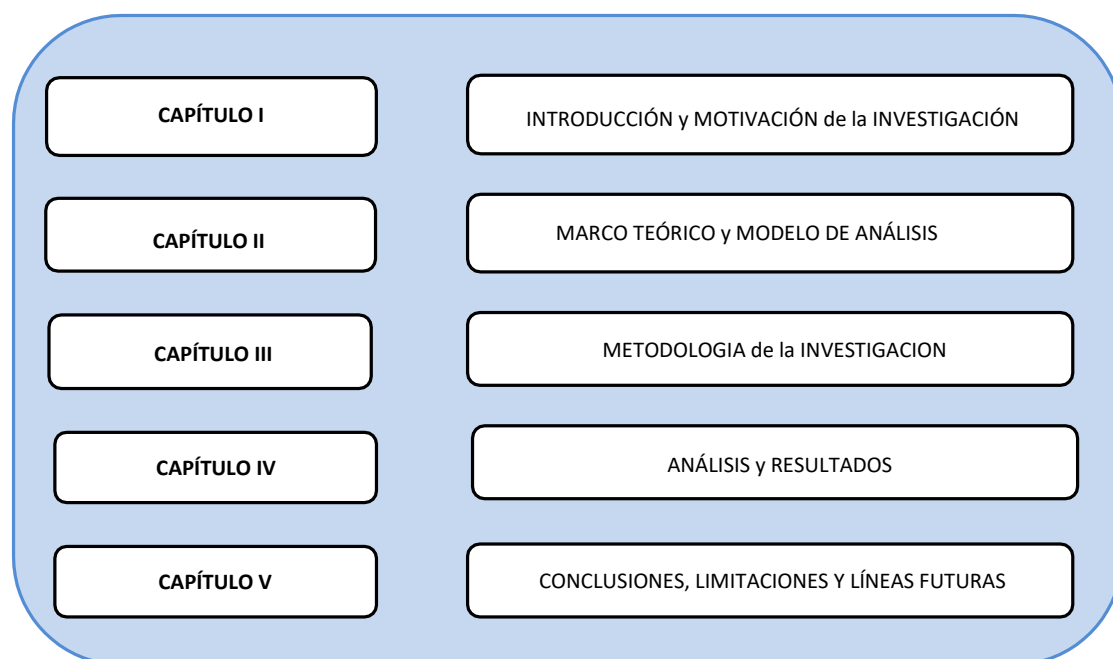 CAPÍTULO I
INTRODUCCIÓN y MOTIVACIÓN de la INVESTIGACIÓN
CAPÍTULO II
MARCO TEÓRICO y MODELO DE ANÁLISIS
CAPÍTULO III
METODOLOGIA de la INVESTIGACION
CAPÍTULO IV
ANÁLISIS y RESULTADOS
CAPÍTULO V
CONCLUSIONES, LIMITACIONES Y LÍNEAS FUTURAS